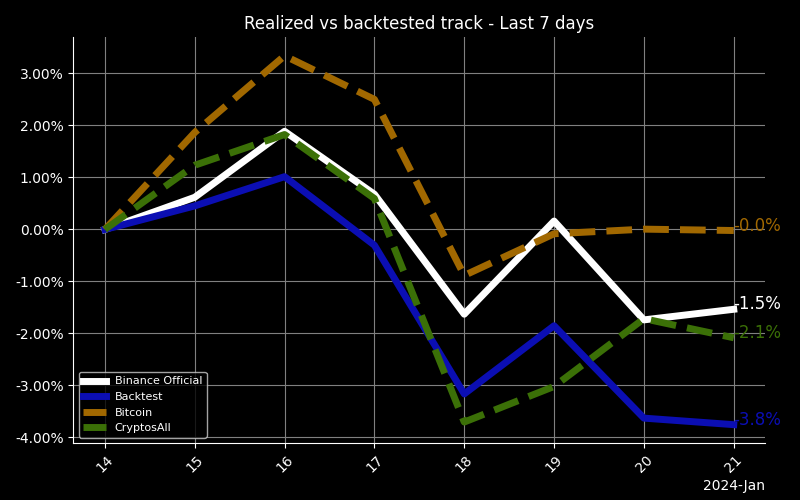 Realized vs backtested track - Last 7 days
3.00%
2.00%
1.00%
0.00%
-1.00%
-2.00%
-3.00%
-4.00%
-0.0%
-1.5%
-2.1%
-3.8%
Binance Official
Backtest
Bitcoin
CryptosAll
14 15 16 17 18 19 20 21
2024-Jan